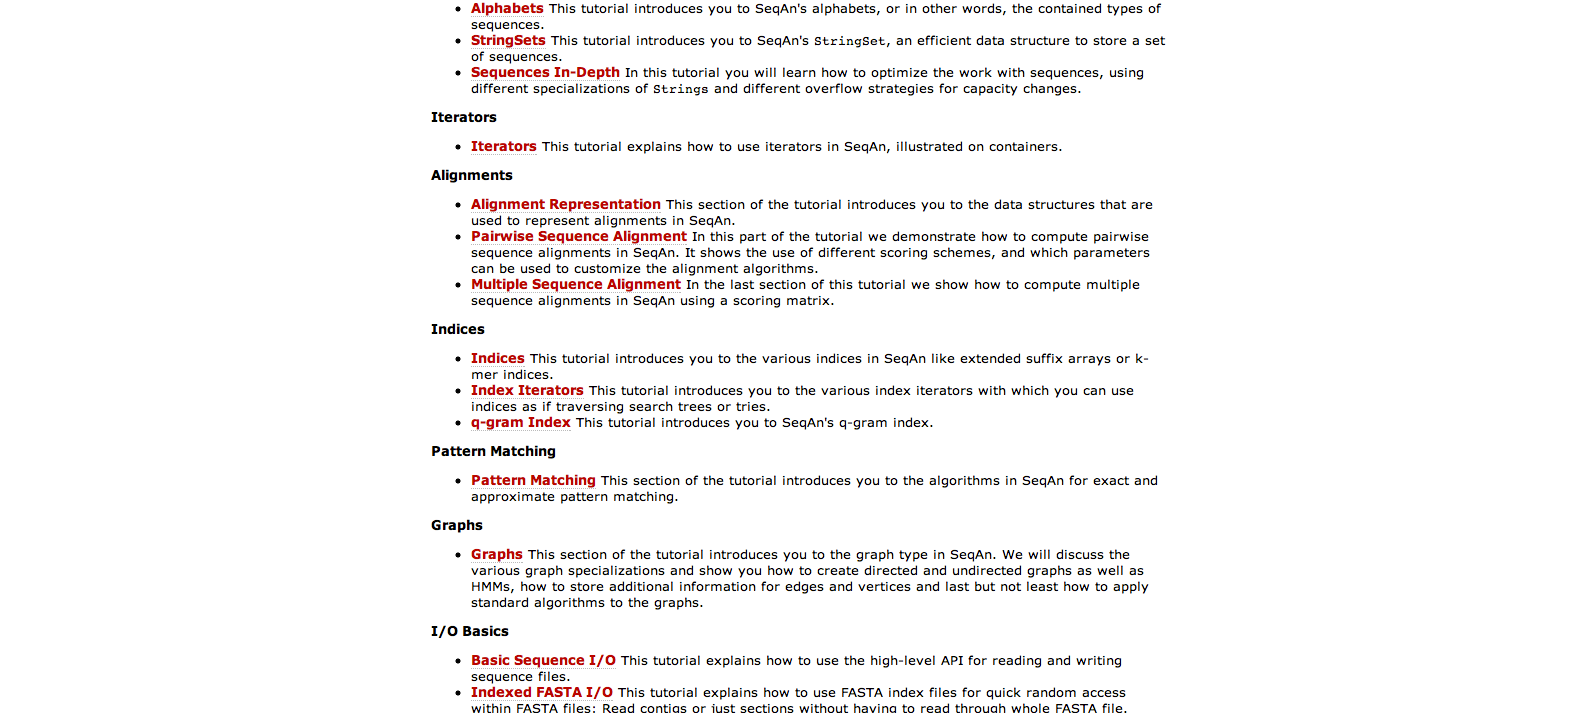 Alphabets This tutorial introduces you to SeqAn's alphabets, or in other words, the contained types of
sequences.
StringSets This tutorial introduces you to SeqAn's StringSet, an efficient data structure to store a set
of sequences.
Sequences In-Depth In this tutorial you will learn how to optimize the work with sequences, using
different specializations of Strings and different overflow strategies for capacity changes.
Iterators
Iterators This tutorial explains how to use iterators in SeqAn, illustrated on containers.
Alignments
Alignment Representation This section of the tutorial introduces you to the data structures that are
used to represent alignments in SeqAn.
Pairwise Sequence Alignment In this part of the tutorial we demonstrate how to compute pairwise
sequence alignments in SeqAn. It shows the use of different scoring schemes, and which parameters
can be used to customize the alignment algorithms.
Multiple Sequence Alignment In the last section of this tutorial we show how to compute multiple
sequence alignments in SeqAn using a scoring matrix.
Indices
Indices This tutorial introduces you to the various indices in SeqAn like extended suffix arrays or k-
mer indices.
Index Iterators This tutorial introduces you to the various index iterators with which you can use
indices as if traversing search trees or tries.
q-gram Index This tutorial introduces you to SeqAn's q-gram index.
Pattern Matching
Pattern Matching This section of the tutorial introduces you to the algorithms in SeqAn for exact and
approximate pattern matching.
Graphs
Graphs This section of the tutorial introduces you to the graph type in SeqAn. We will discuss the
various graph specializations and show you how to create directed and undirected graphs as well as
HMMs, how to store additional information for edges and vertices and last but not least how to apply
standard algorithms to the graphs.
I/O Basics
Basic Sequence I/O This tutorial explains how to use the high-level API for reading and writing
sequence files.
Indexed FASTA I/O This tutorial explains how to use FASTA index files for quick random access
within FASTA files: Read contigs or just sections without having to read through whole FASTA file.